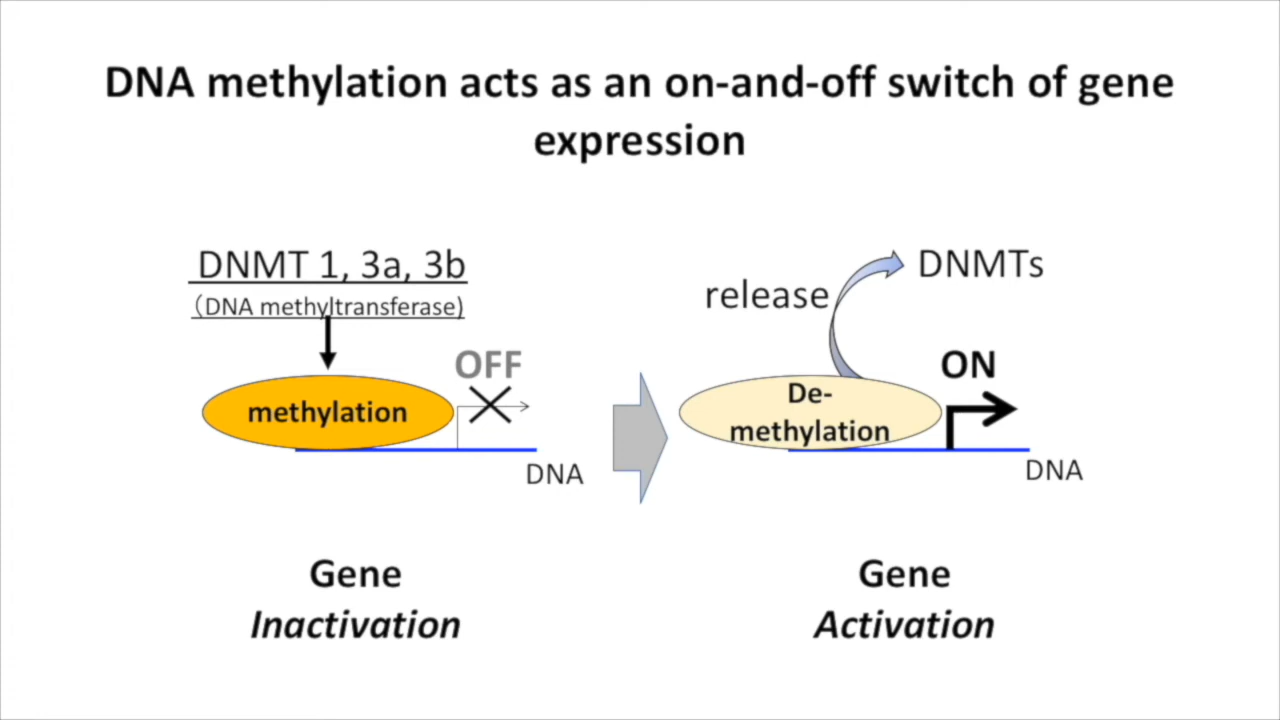 DNA methylation acts as an on-and-off switch of gene
expression
DNMT 1, 3a, 3b
（DNA methyltransferase)
OFF
methylation
DNA
Gene
Inactivation
release
DNMTs
ON
De-
methylation
DNA
Gene
Activation